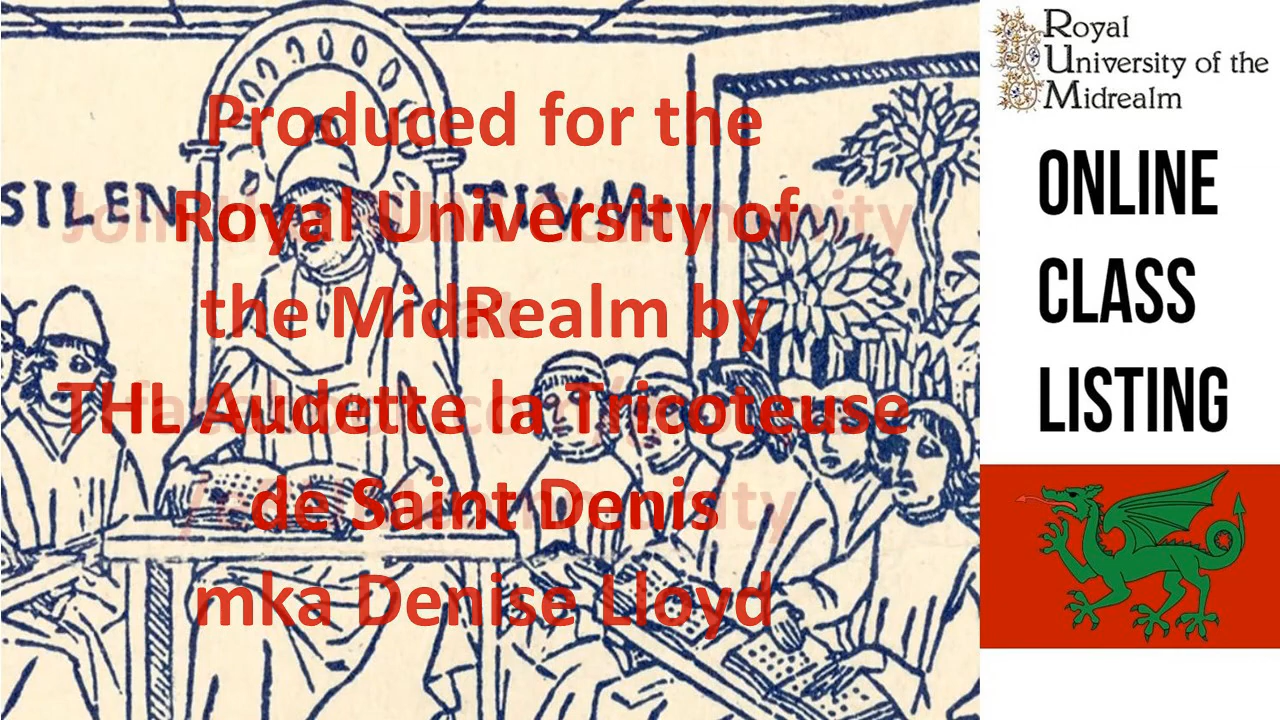 Produced for the
Royal University of
the MidRealm by
THL Audette la Tricoteuse
de Saint Denis
mka Denise Lloyd
SILEN TIVM
Royal
University of the
Midrealm
ONLINE
CLASS
LISTING